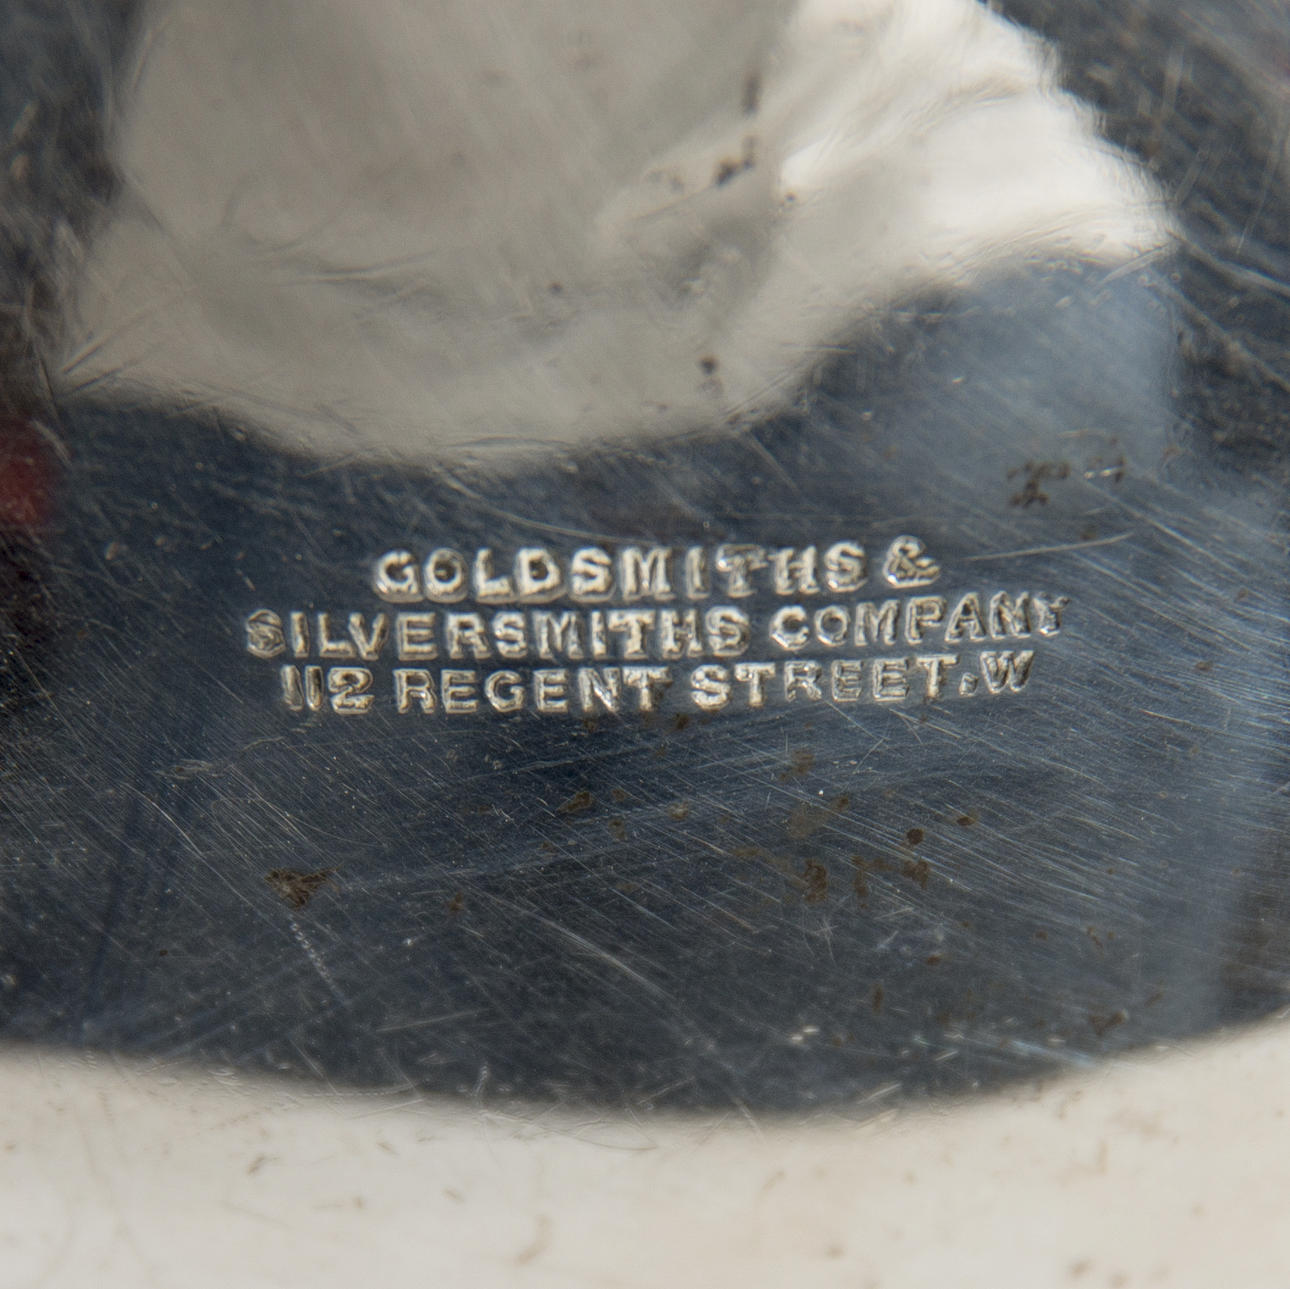 GOLDSMITHS &
SILVERSMITHS COMPANY
112 REGENT STREET.W